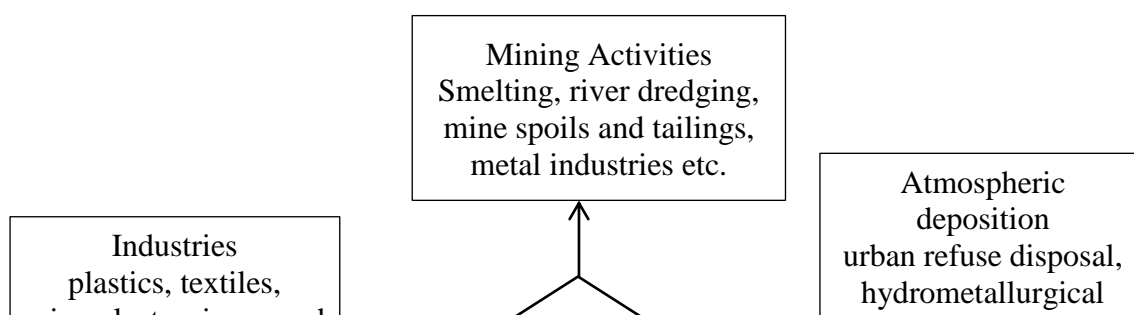 Mining Activities
Smelting, river dredging,
mine spoils and tailings,
metal industries etc.
Atmospheric
deposition
urban refuse disposal,
hydrometallurgical
Industries
plastics, textiles,